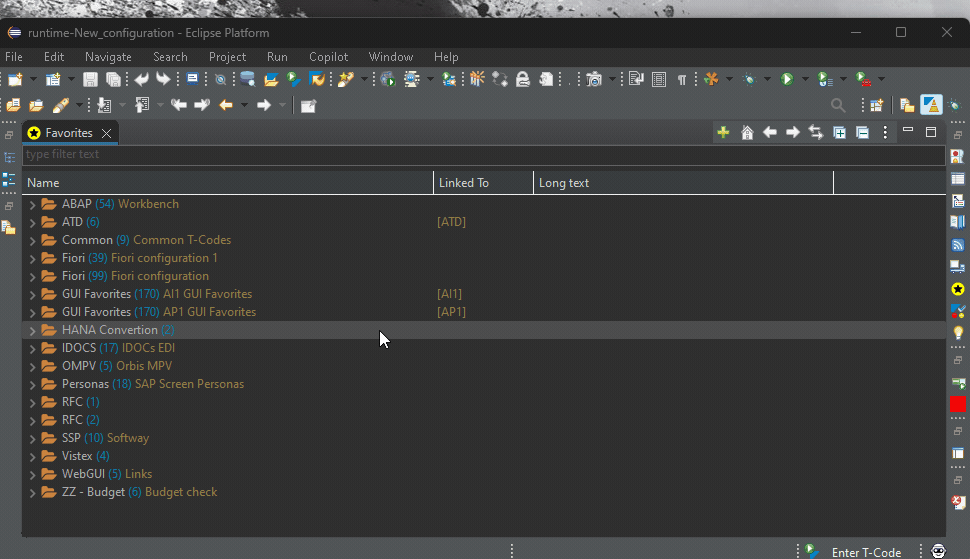 runtime-New_configuration - Eclipse Platform
File Edit Navigate Search Project Run Copilot Window Help
Favorites
type filter text
Name Linked To Long text
ABAP (54) Workbench
ATD (6) [ATD]
Common (9) Common T-Codes
Fiori (39) Fiori configuration 1
Fiori (99) Fiori configuration
GUI Favorites (170) AI1 GUI Favorites [AI1]
GUI Favorites (170) AP1 GUI Favorites [AP1]
HANA Convertion (2)
IDOCS (17) IDOCs EDI
OMPV (5) Orbis MPV
Personas (18) SAP Screen Personas
RFC (1)
RFC (2)
SSP (10) Softway
Vistex (4)
WebGUI (5) Links
ZZ - Budget (6) Budget check
Enter T-Code